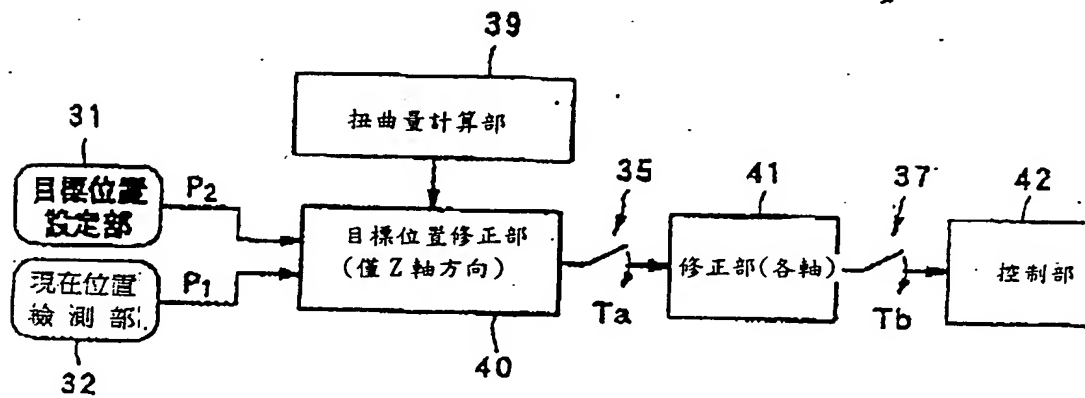 39
扭曲量計算部
31
目標位置
設定部
P2
現在位置
檢測部
P1
32
目標位置修正部
(僅Z軸方向)
40
35
Ta
41
修正部(各軸)
37
Tb
42
控制部